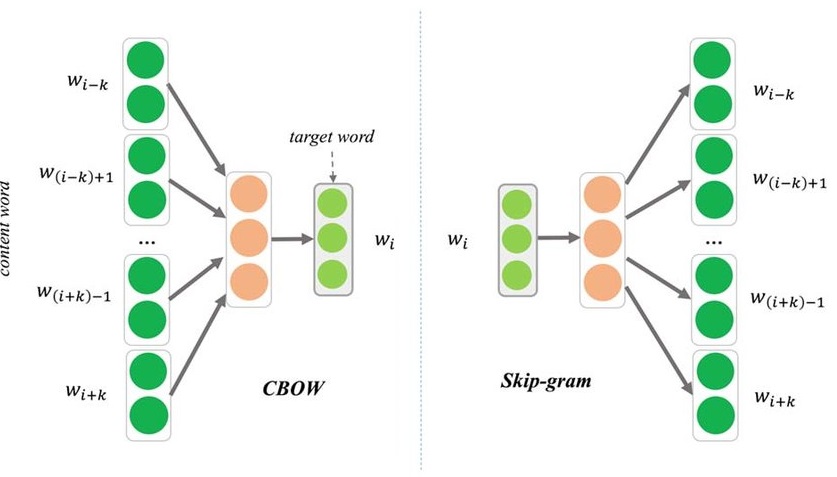 content word
w_{i−k}
w_{(i−k)+1}
...
w_{(i+k)−1}
w_{i+k}
target word
w_i
CBOW
w_i
Skip-gram
w_{i−k}
w_{(i−k)+1}
...
w_{(i+k)−1}
w_{i+k}